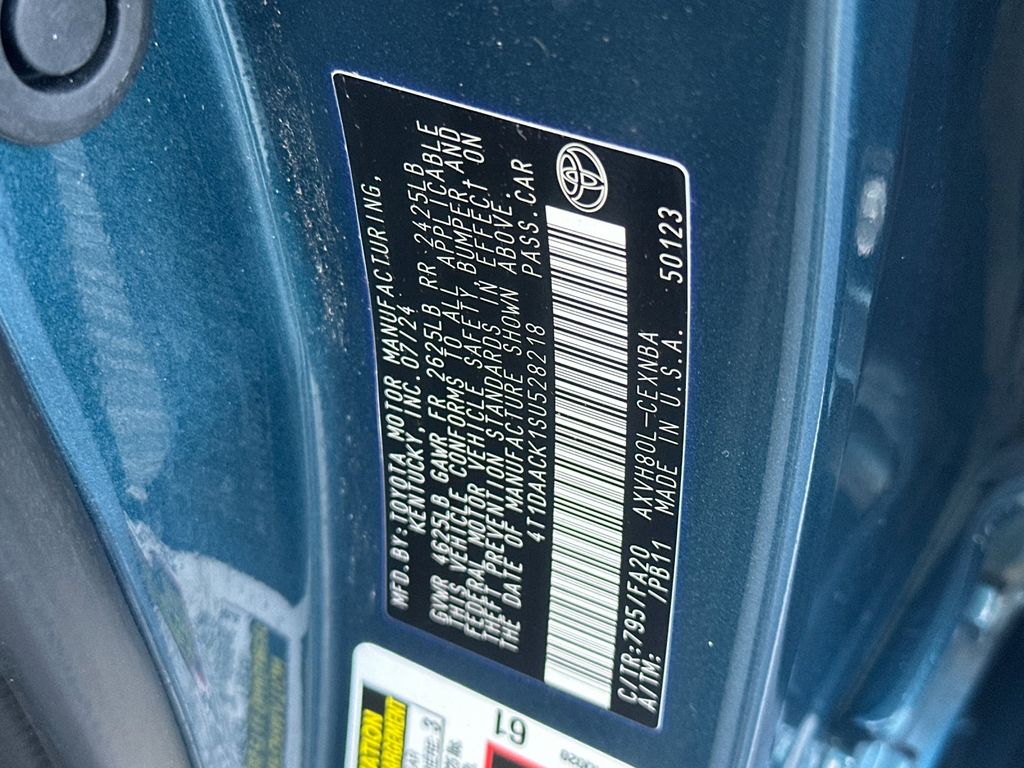 MFD.BY:TOYOTA MOTOR MANUFACTURING,
KENTUCKY,INC. 07/24
GVWR 4625LB GAWR FR 2625LB RR 2425LB
THIS VEHICLE CONFORMS TO ALL APPLICABLE
FEDERAL MOTOR VEHICLE SAFETY,BUMPER,AND
THEFT PREVENTION STANDARDS IN EFFECT ON
THE DATE OF MANUFACTURE SHOWN ABOVE.
4T1DAACK1SU528218 PASS.CAR
C/TR:795/FA20 AXVH80L-CEXNBA 50123
A/TM: /PB11 MADE IN U.S.A.
61